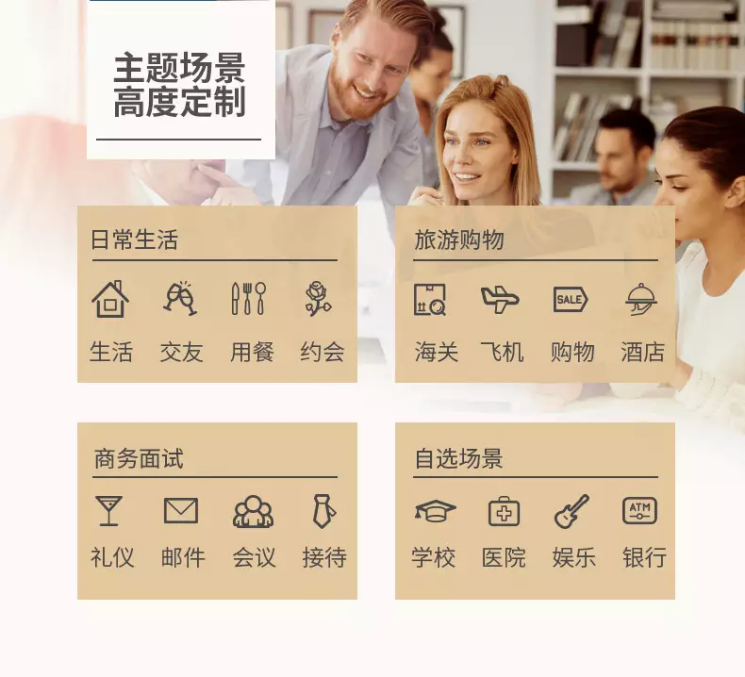 主题场景
高度定制
日常生活
生活 交友 用餐 约会
旅游购物
SALE
海关 飞机 购物 酒店
商务面试
礼仪 邮件 会议 接待
自选场景
ATM
学校 医院 娱乐 银行